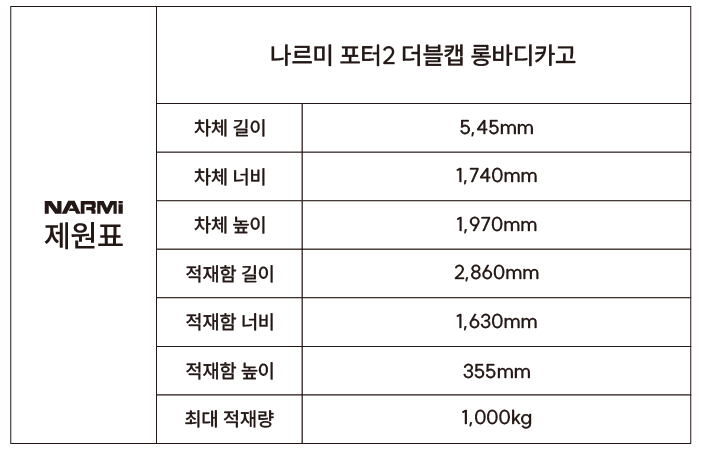 나르미 포터2 더블캡 롱바디카고
NARMi
제원표
차체 길이 5,45mm
차체 너비 1,740mm
차체 높이 1,970mm
적재함 길이 2,860mm
적재함 너비 1,630mm
적재함 높이 355mm
최대 적재량 1,000kg